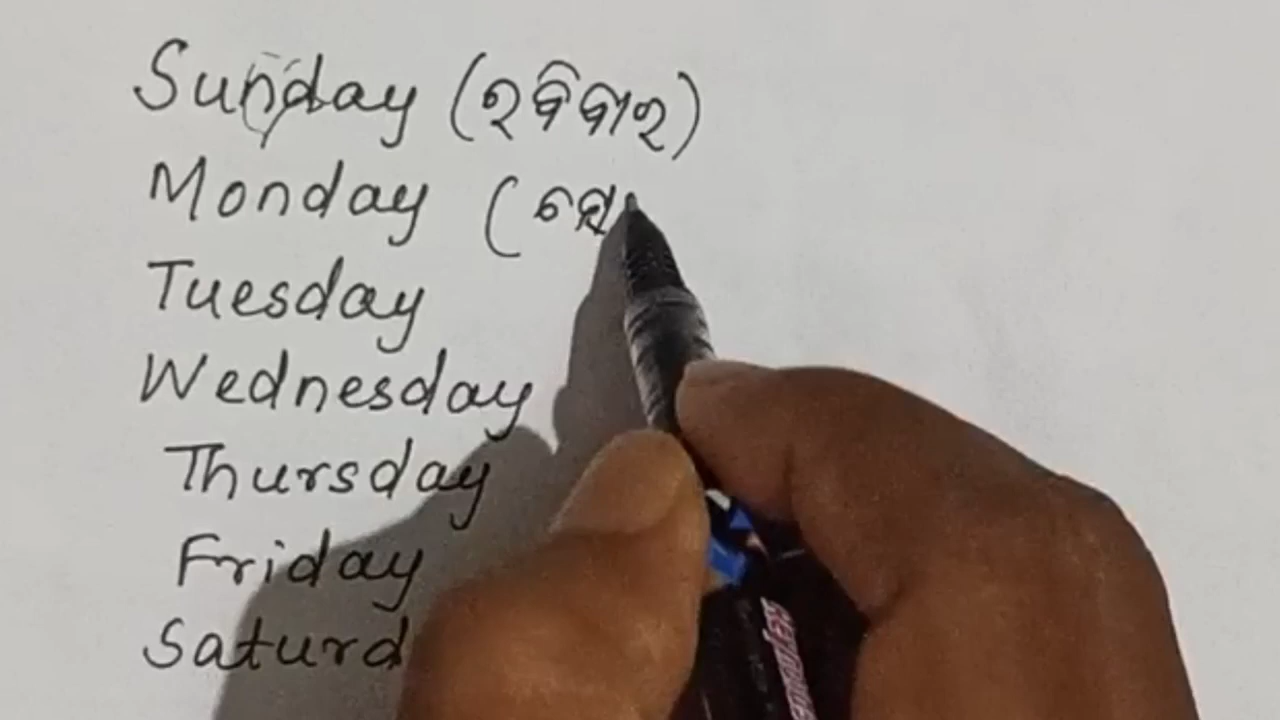 Sunday (ରବିବାର)
Monday (ସୋ
Tuesday
Wednesday
Thursday
Friday
Saturd